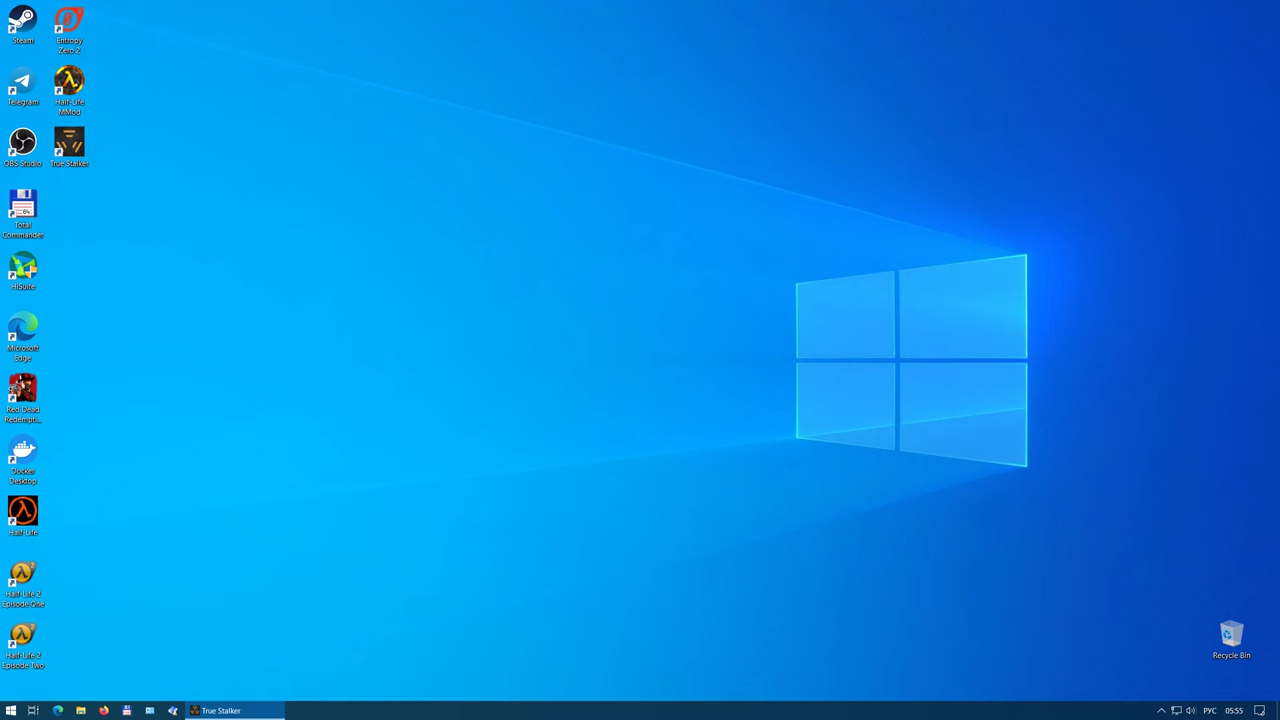 Steam
Entropy
Zero 2
Telegram
Half-Life
MMod
OBS Studio
True Stalker
Total
Commander
HiSuite
Microsoft
Edge
Red Dead
Redempti...
Docker
Desktop
Half-Life
Half-Life 2
Episode One
Half-Life 2
Episode Two
Recycle Bin
True Stalker
РУС
05:55